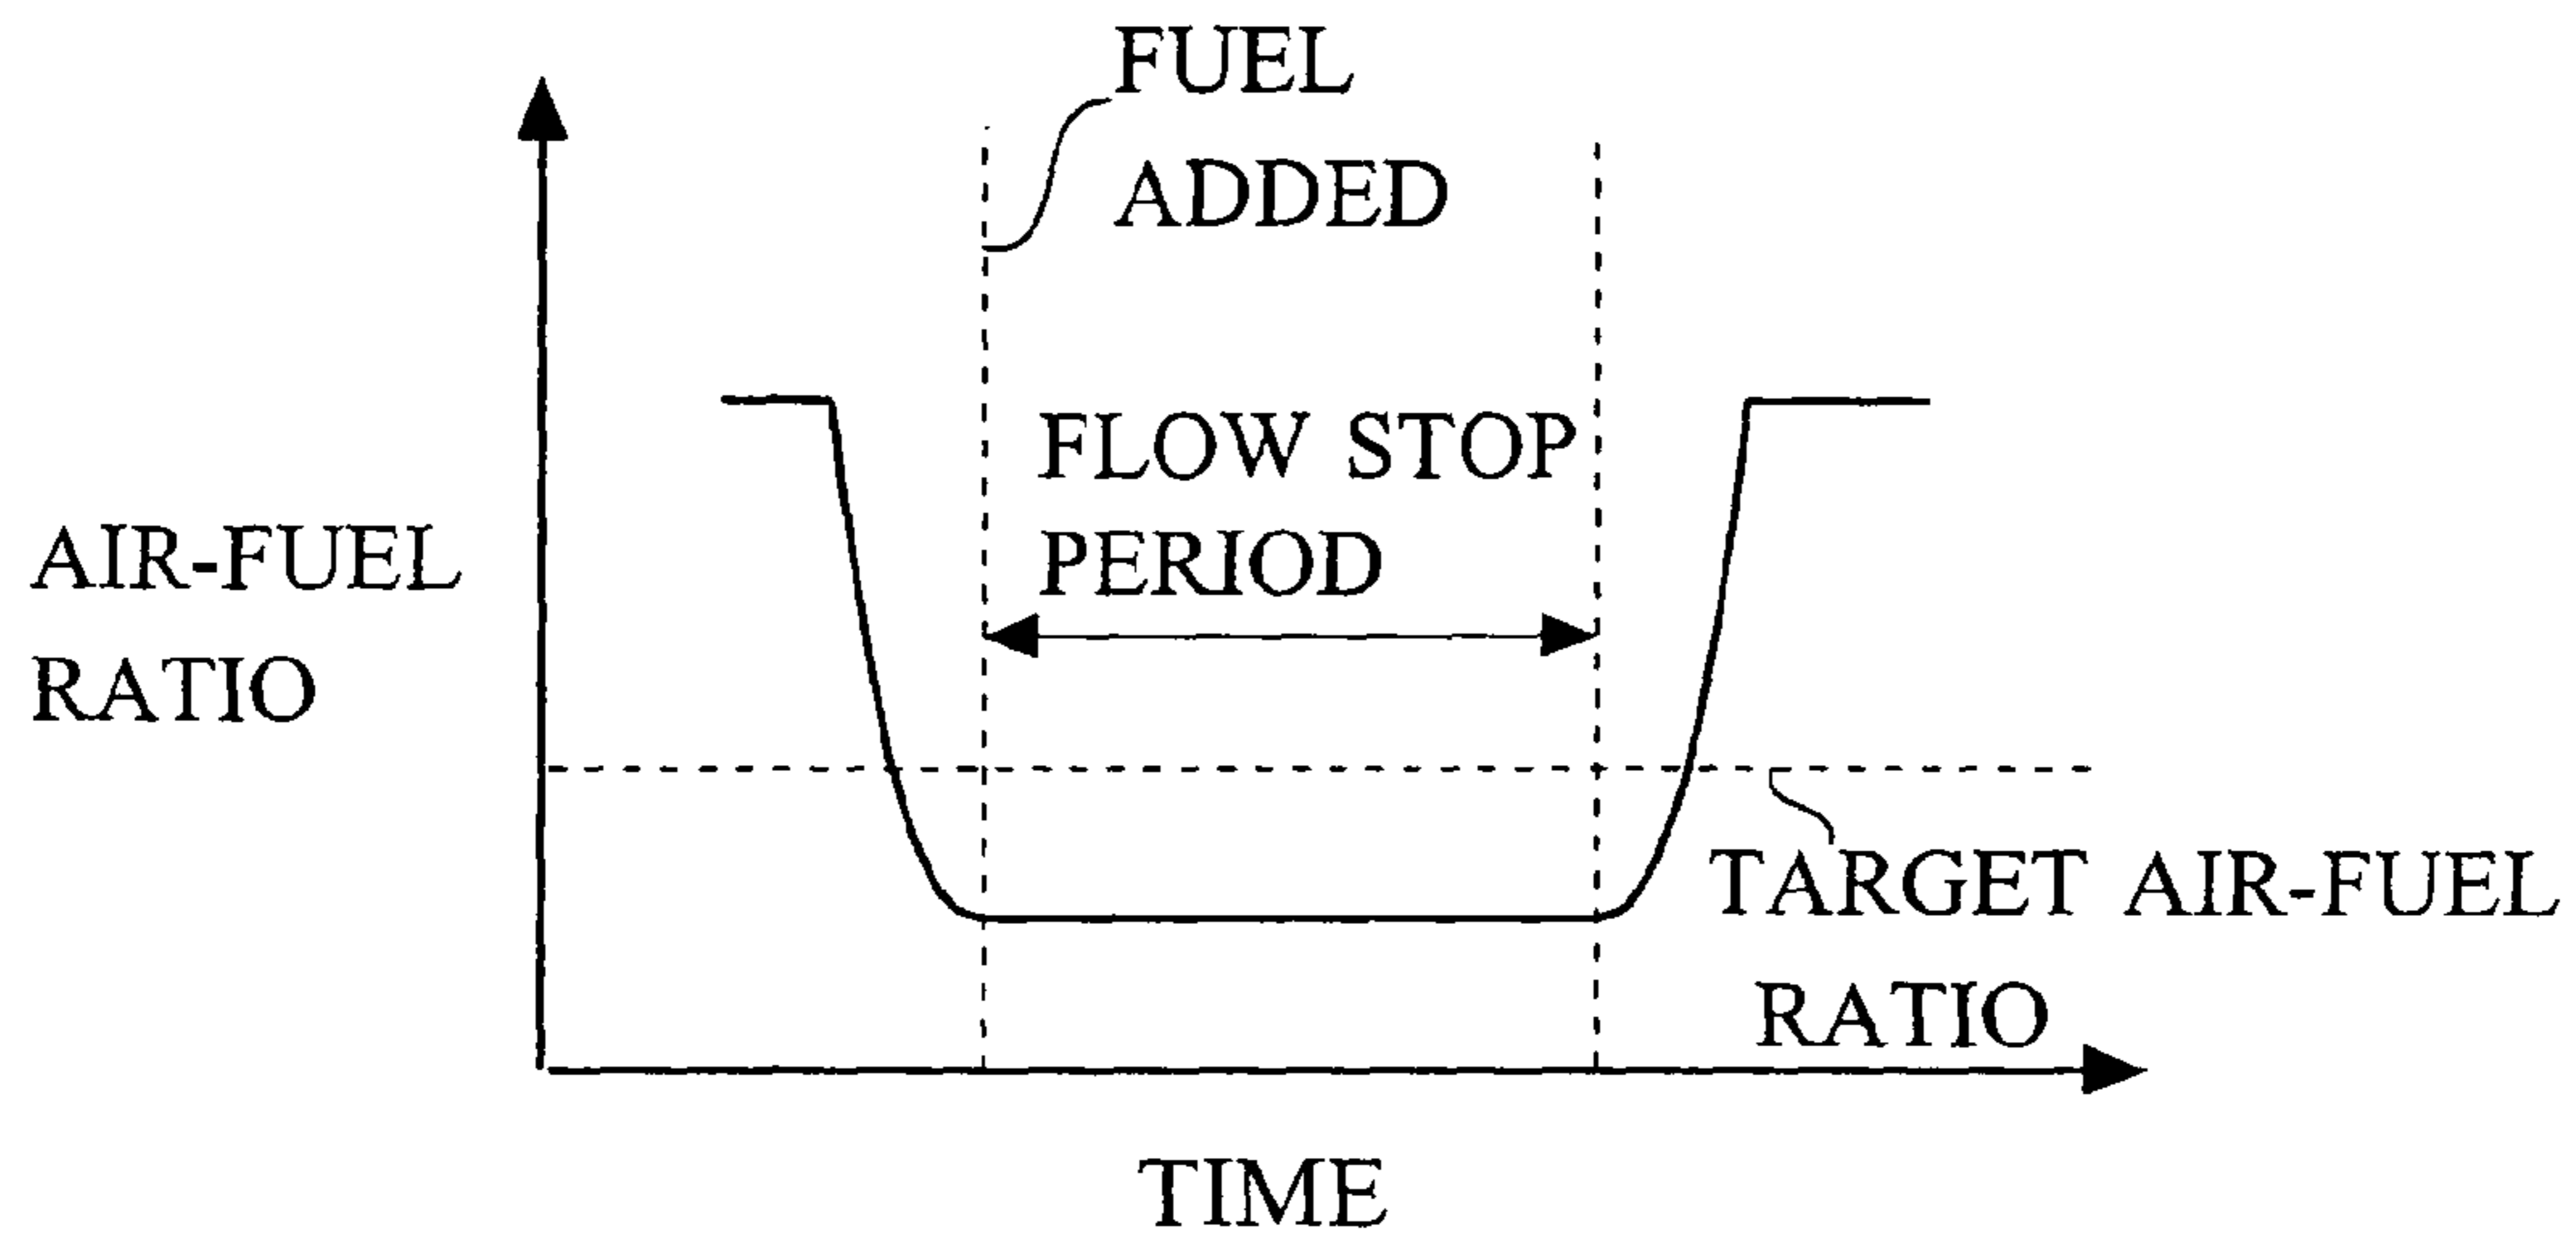 FUEL
ADDED
FLOW STOP
PERIOD
AIR-FUEL
RATIO
TARGET AIR-FUEL
RATIO
TIME